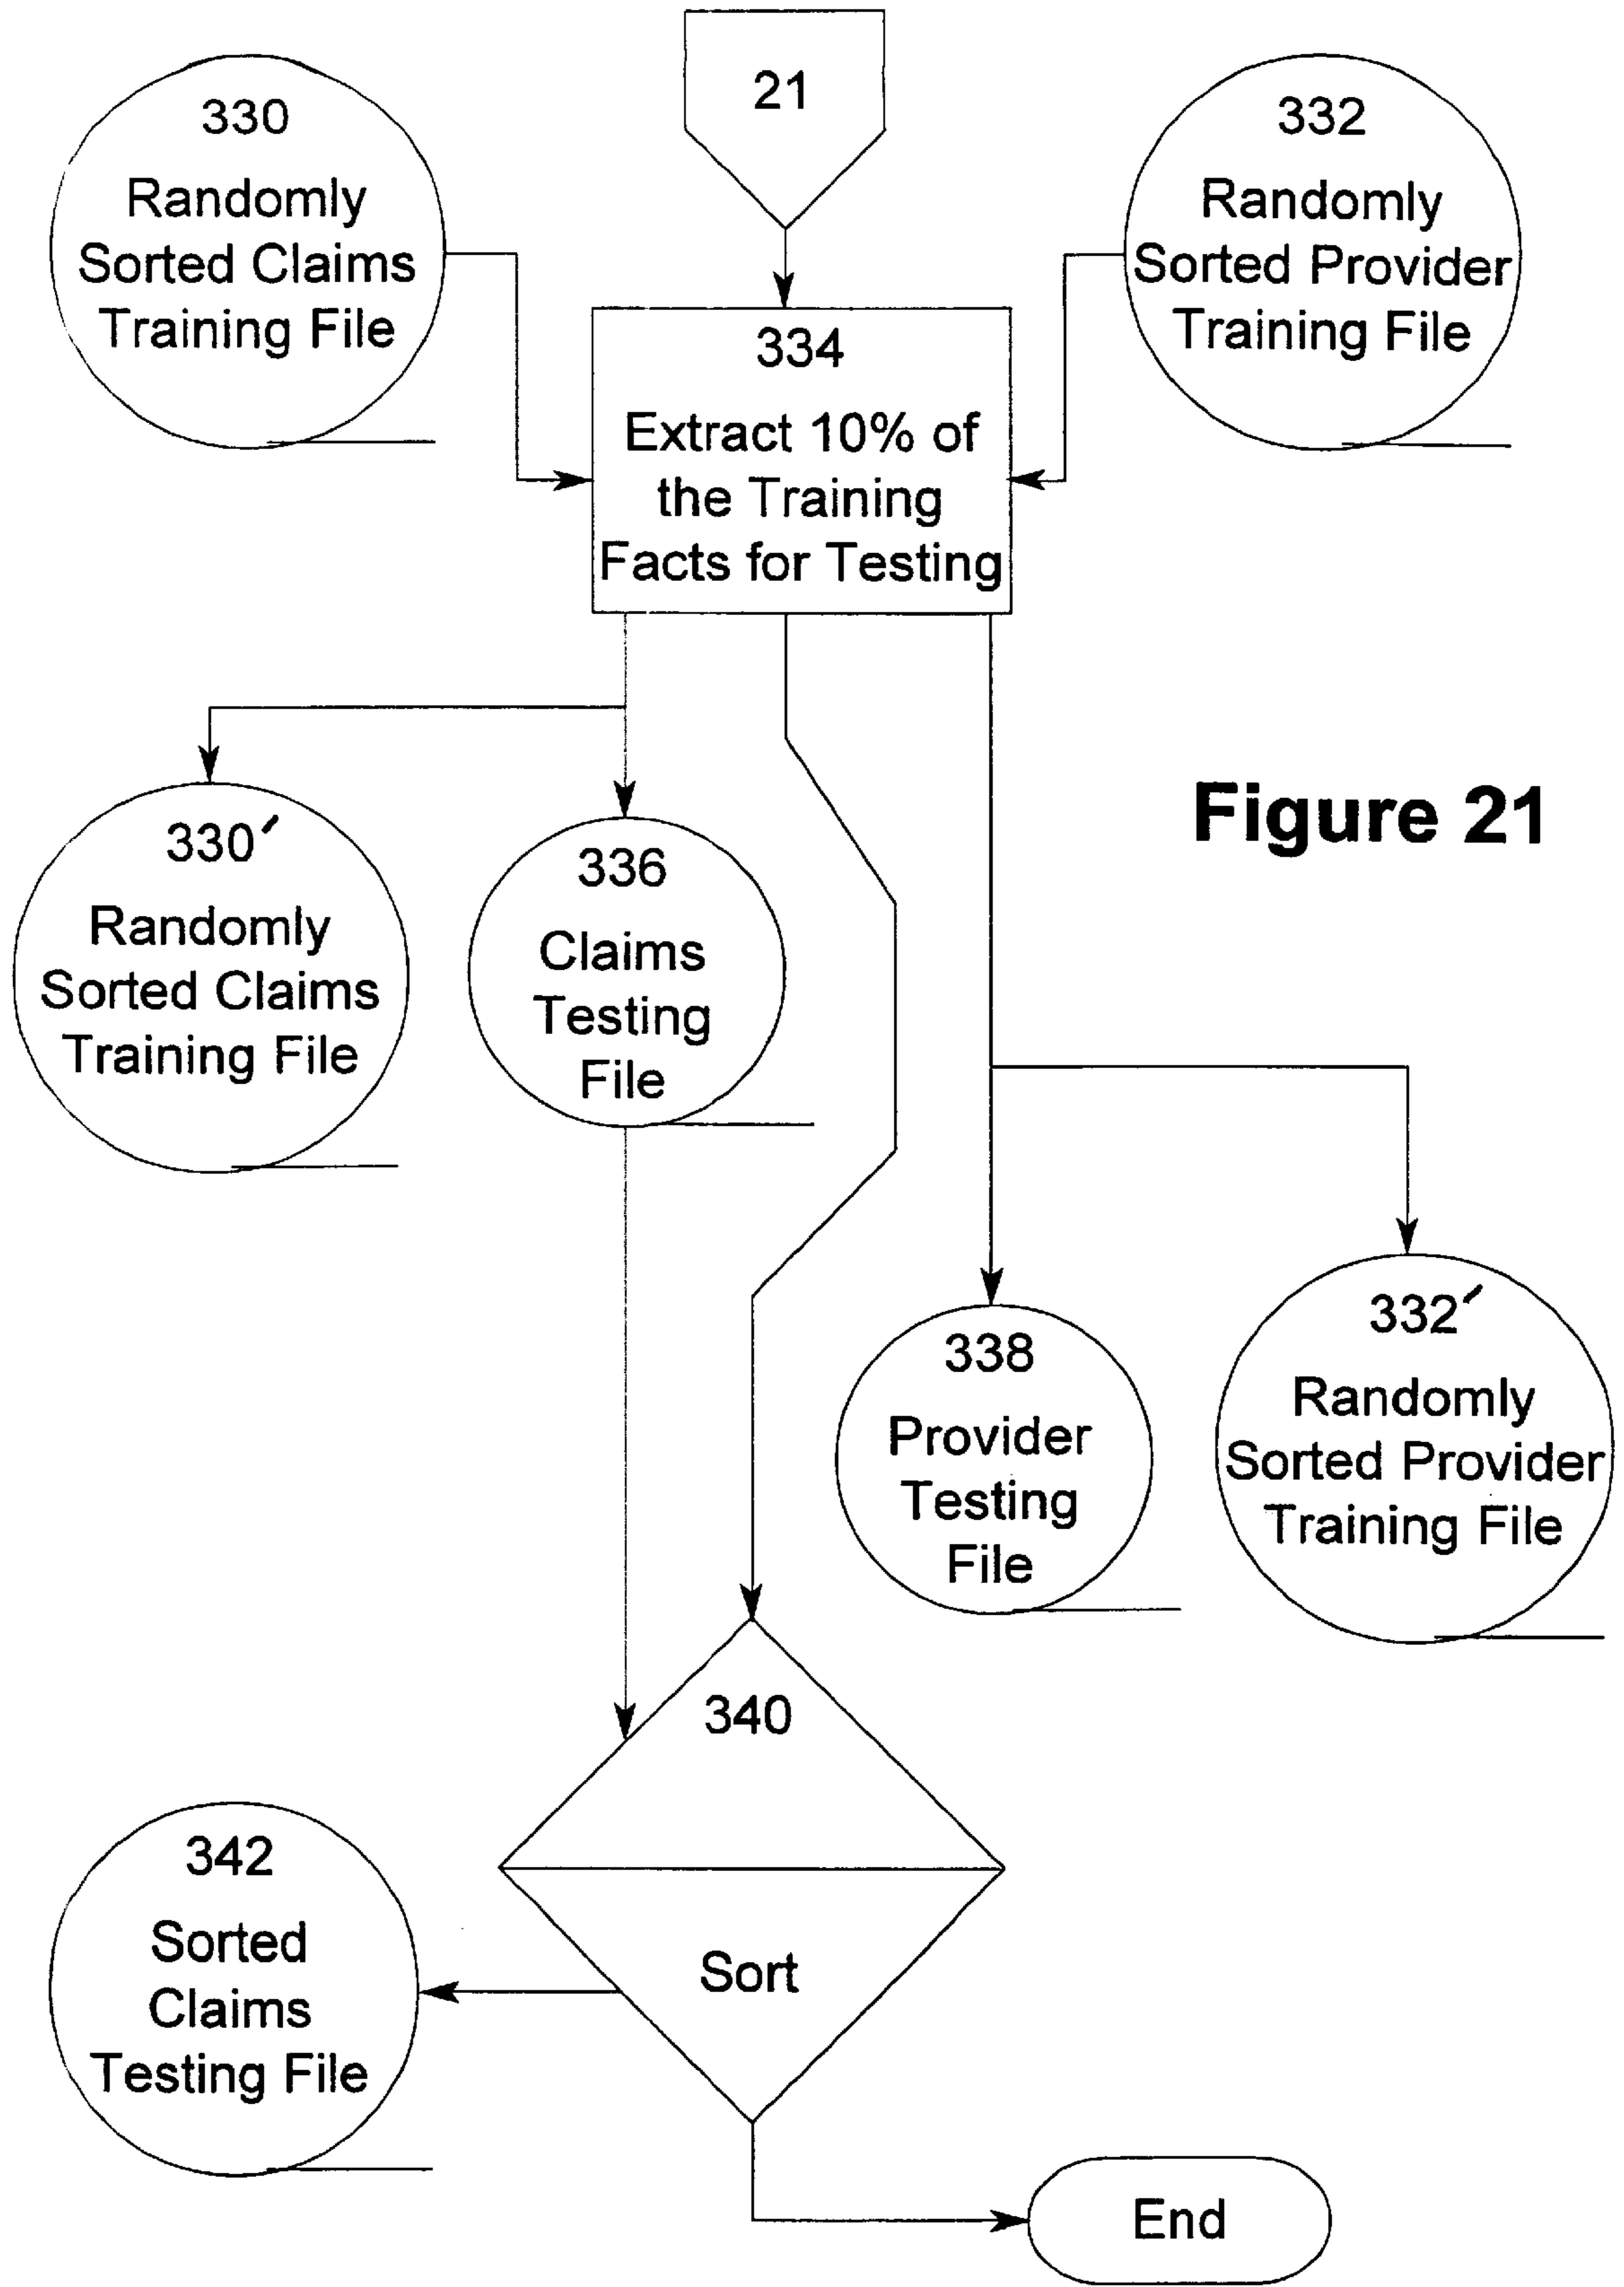 21
330
Randomly
Sorted Claims
Training File
332
Randomly
Sorted Provider
Training File
334
Extract 10% of
the Training
Facts for Testing
Figure 21
330′
Randomly
Sorted Claims
Training File
336
Claims
Testing
File
338
Provider
Testing
File
332′
Randomly
Sorted Provider
Training File
340
Sort
342
Sorted
Claims
Testing File
End